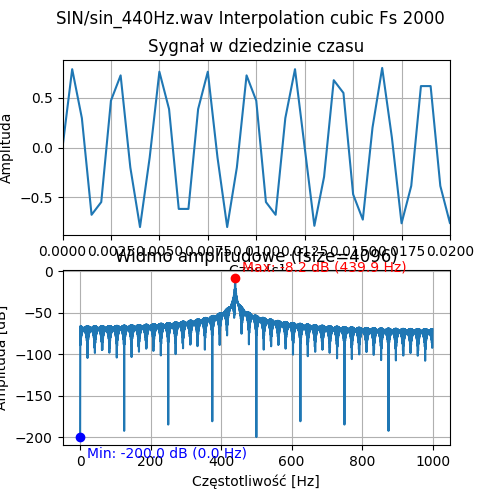 SIN/sin_440Hz.wav Interpolation cubic Fs 2000
Sygnał w dziedzinie czasu
Amplituda
0.5
0.0
−0.5
0.0000 0.0025 0.0050 0.0075 0.0100 0.0125 0.0150 0.0175 0.0200
Widmo amplitudowe (fsize=4096)
Max: -8.2 dB (439.9 Hz)
Amplituda [dB]
0
−50
−100
−150
−200
Min: -200.0 dB (0.0 Hz)
0 200 400 600 800 1000
Częstotliwość [Hz]